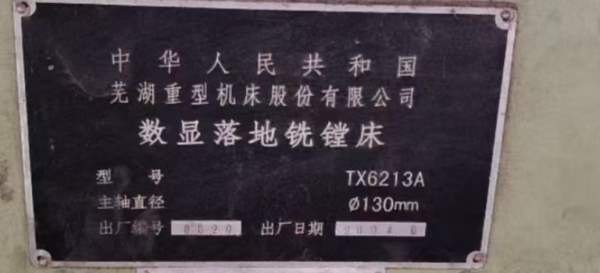 中华人民共和国
芜湖重型机床股份有限公司
数显落地铣镗床
型 号 TX6213A
主轴直径 Ø130mm
出厂编号 出厂日期